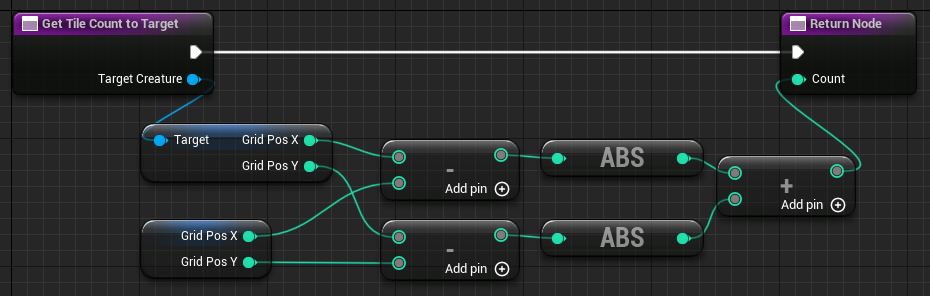 Get Tile Count to Target
Return Node
Target Creature
Count
Target
Grid Pos X
Grid Pos Y
-
Add pin
ABS
+
Add pin
Grid Pos X
Grid Pos Y
-
Add pin
ABS